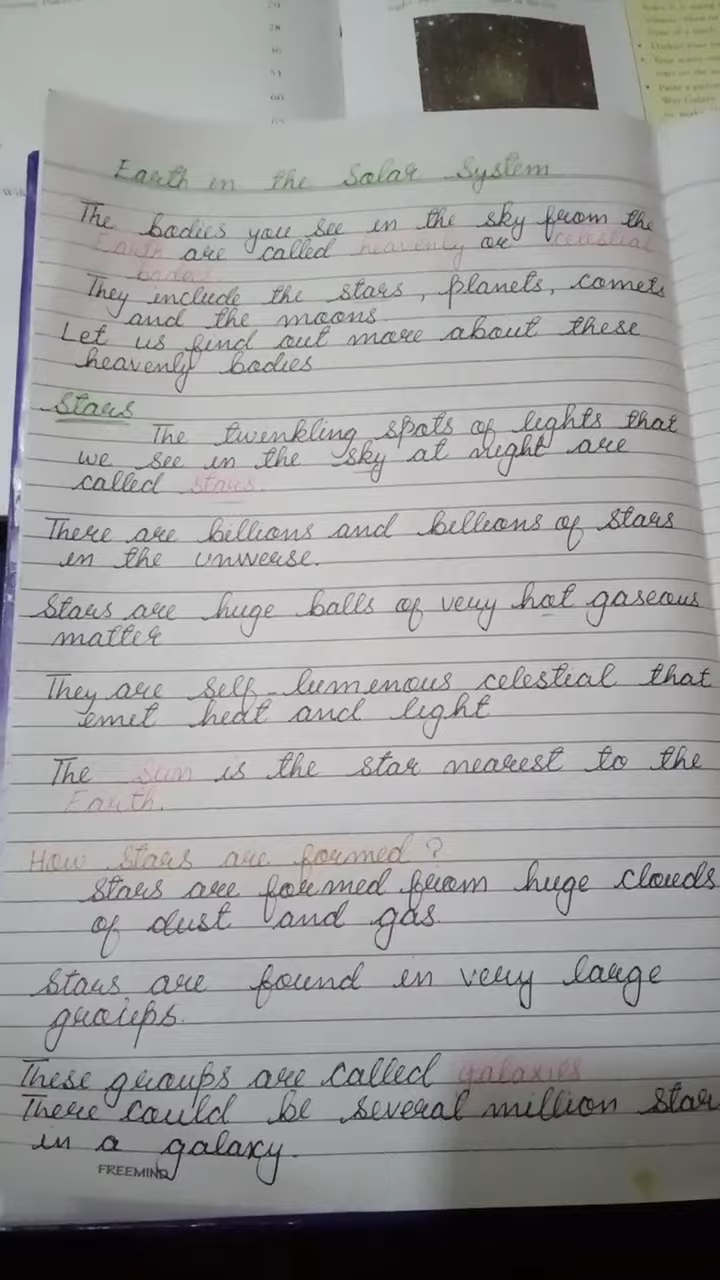 29
28
60
Earth in the Solar System
The bodies you see in the sky from the
Earth are called heavenly or celestial
bodies
They include the stars, planets, comets
and the moons
Let us find out more about these
heavenly bodies
Stars
The twinkling spots of lights that
we see in the sky at night are
called stars.
There are billions and billions of stars
in the universe.
Stars are huge balls of very hot gaseous
matter
They are self-luminous celestial that
emit heat and light
The Sun is the star nearest to the
Earth.
How stars are formed?
Stars are formed from huge clouds
of dust and gas.
Stars are found in very large
groups.
These groups are called galaxies
There could be several million star
in a galaxy.
FREEMIND